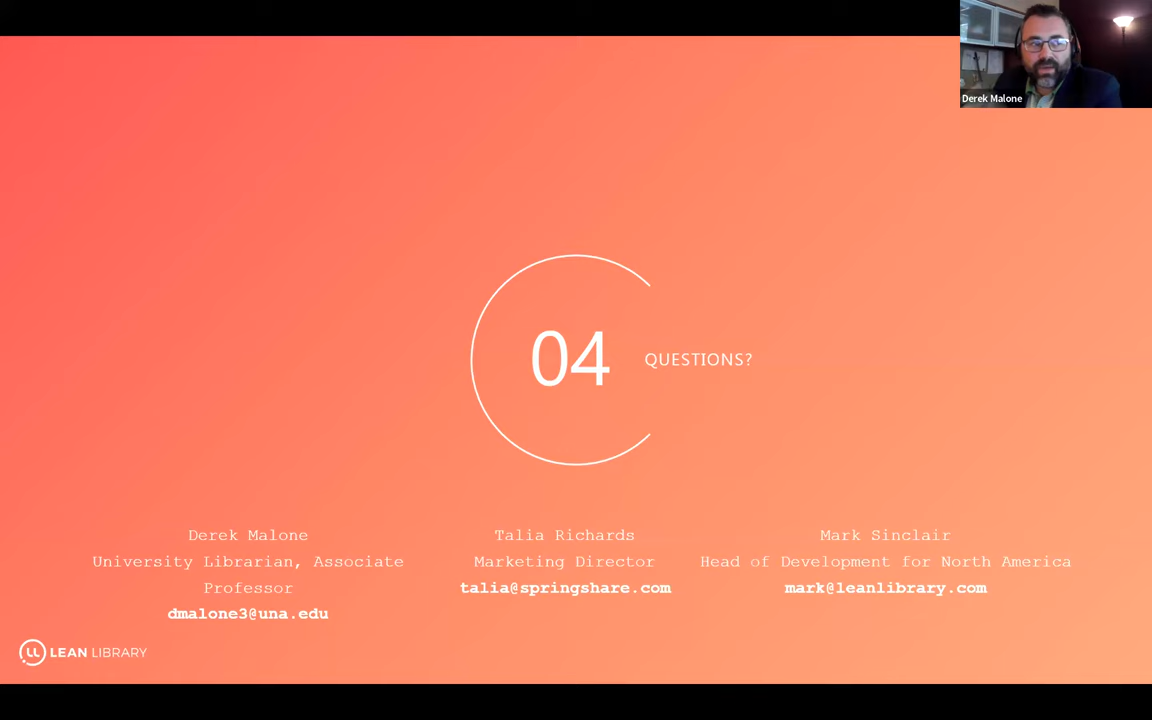 Derek Malone
04
QUESTIONS?
Derek Malone
University Librarian, Associate
Professor
dmalone3@una.edu
Talia Richards
Marketing Director
talia@springshare.com
Mark Sinclair
Head of Development for North America
mark@leanlibrary.com
LEAN LIBRARY